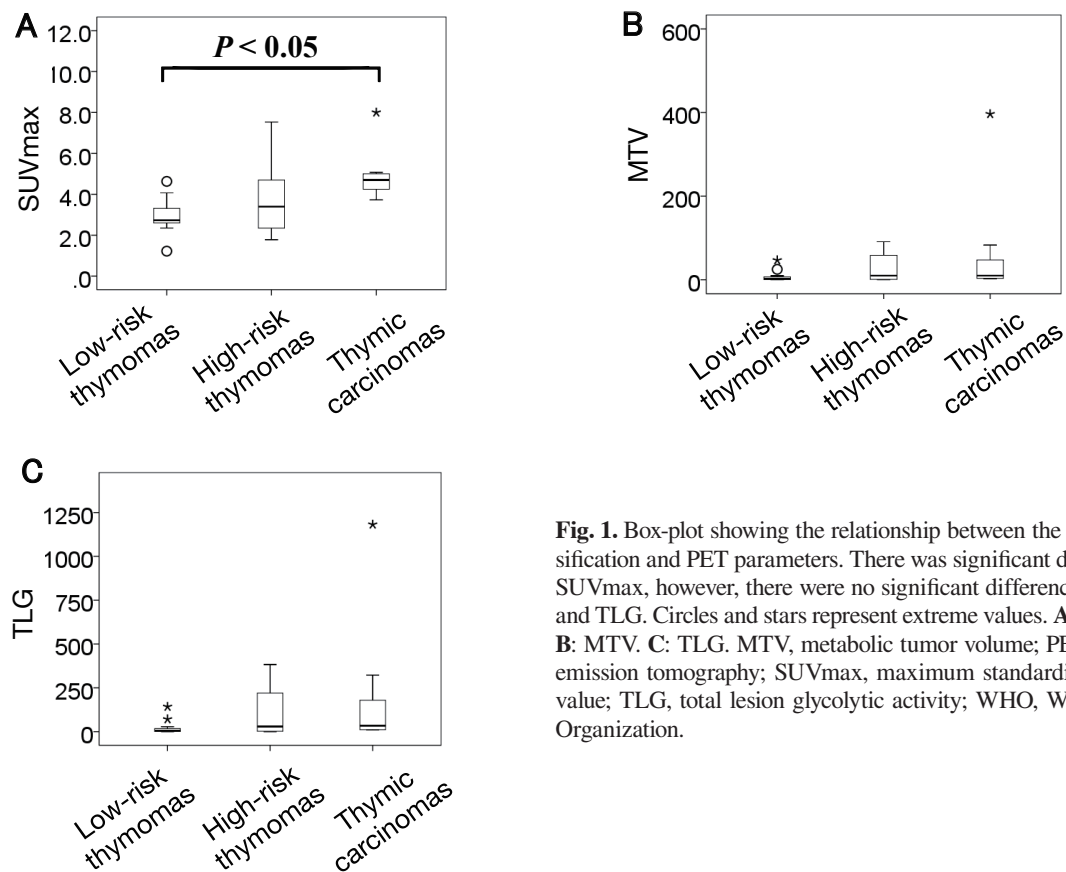 A
12.0
10.0
8.0
6.0
4.0
2.0
.0
SUVmax
P < 0.05
Low-risk
thymomas
High-risk
thymomas
Thymic
carcinomas
B
600
400
200
0
MTV
Low-risk
thymomas
High-risk
thymomas
Thymic
carcinomas
C
1250
1000
750
500
250
0
TLG
Low-risk
thymomas
High-risk
thymomas
Thymic
carcinomas
Fig. 1. Box-plot showing the relationship between the
sification and PET parameters. There was significant d
SUVmax, however, there were no significant differenc
and TLG. Circles and stars represent extreme values. A
B: MTV. C: TLG. MTV, metabolic tumor volume; PE
emission tomography; SUVmax, maximum standardi
value; TLG, total lesion glycolytic activity; WHO, W
Organization.